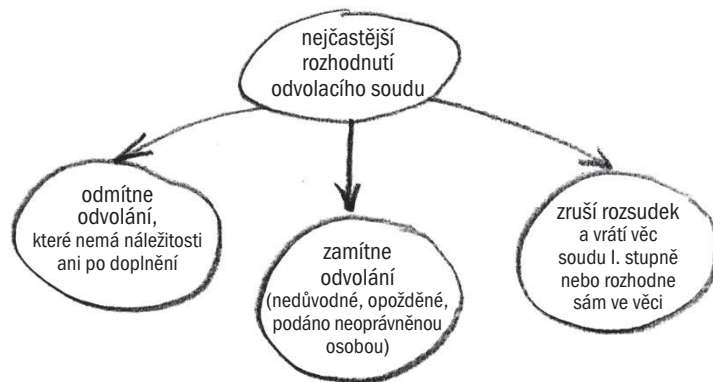 nejčastější
rozhodnutí
odvolacího soudu
odmítne
odvolání,
které nemá náležitosti
ani po doplnění
zamítne
odvolání
(nedůvodné, opožděné,
podáno neoprávněnou
osobou)
zruší rozsudek
a vrátí věc
soudu I. stupně
nebo rozhodne
sám ve věci